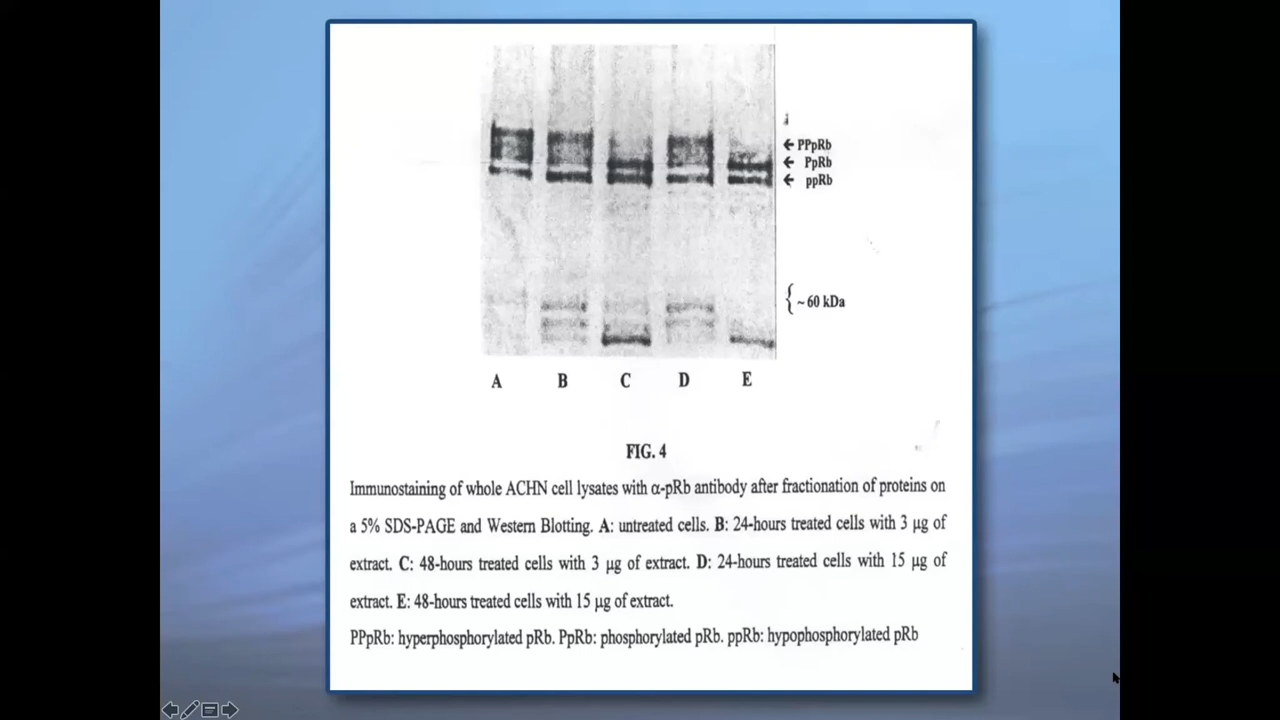 ← PPpRb
← PpRb
← ppRb
{ ~ 60 kDa
A B C D E
FIG. 4
Immunostaining of whole ACHN cell lysates with α-pRb antibody after fractionation of proteins on
a 5% SDS-PAGE and Western Blotting. A: untreated cells. B: 24-hours treated cells with 3 µg of
extract. C: 48-hours treated cells with 3 µg of extract. D: 24-hours treated cells with 15 µg of
extract. E: 48-hours treated cells with 15 µg of extract.
PPpRb: hyperphosphorylated pRb. PpRb: phosphorylated pRb. ppRb: hypophosphorylated pRb